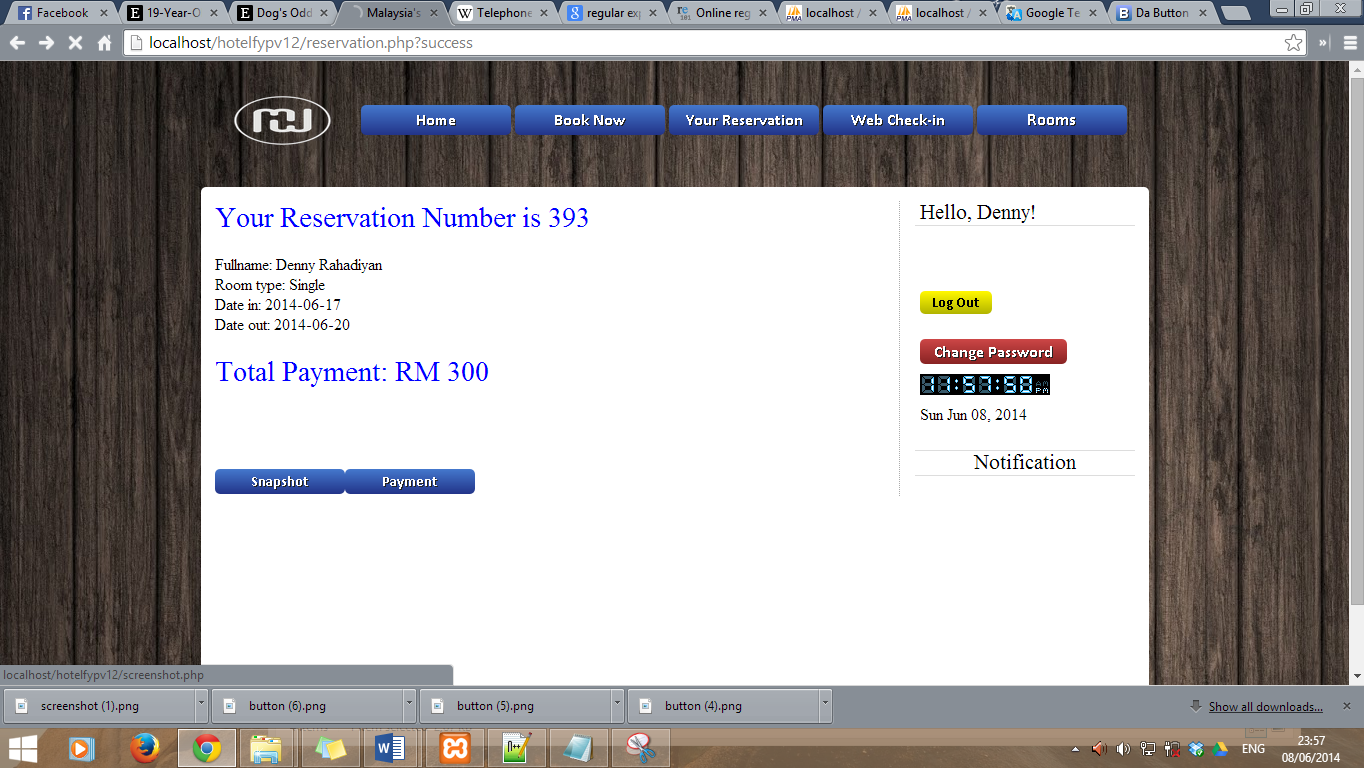 Facebook
19-Year-O
Dog's Odd
Malaysia's
Telephone
regular exp
Online reg
localhost /
localhost /
Google Te
Da Button
localhost/hotelfypv12/reservation.php?success
Home
Book Now
Your Reservation
Web Check-in
Rooms
Your Reservation Number is 393
Fullname: Denny Rahadiyan
Room type: Single
Date in: 2014-06-17
Date out: 2014-06-20
Total Payment: RM 300
Snapshot
Payment
Hello, Denny!
Log Out
Change Password
PM
Sun Jun 08, 2014
Notification
localhost/hotelfypv12/screenshot.php
screenshot (1).png
button (6).png
button (5).png
button (4).png
Show all downloads...
ENG
23:57
08/06/2014